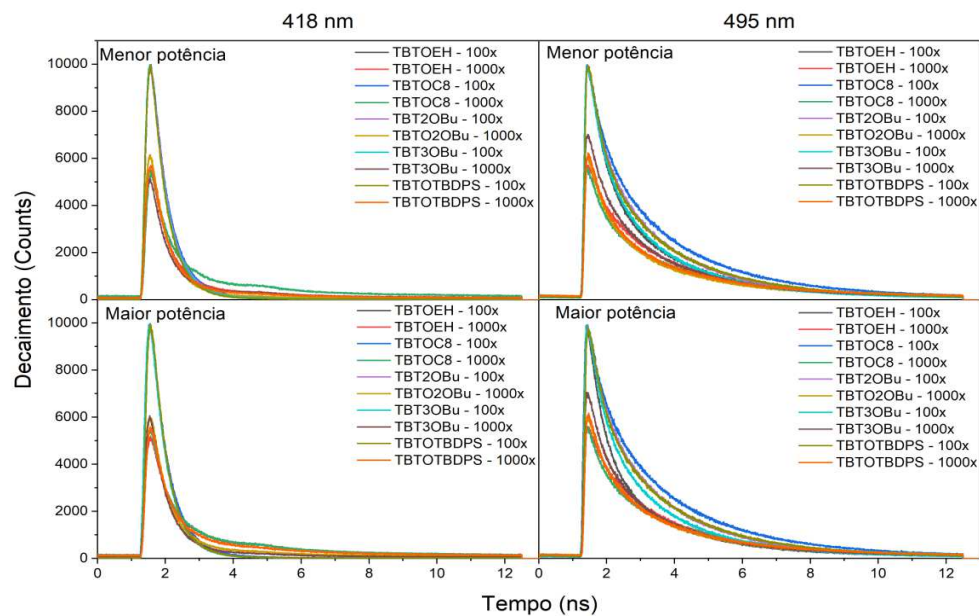 418 nm
495 nm
Decaimento (Counts)
10000
8000
6000
4000
2000
0
Menor potência
TBTOEH - 100x
TBTOEH - 1000x
TBTOC8 - 100x
TBTOC8 - 1000x
TBT2OBu - 100x
TBTO2OBu - 1000x
TBT3OBu - 100x
TBT3OBu - 1000x
TBTOTBDPS - 100x
TBTOTBDPS - 1000x
Menor potência
TBTOEH - 100x
TBTOEH - 1000x
TBTOC8 - 100x
TBTOC8 - 1000x
TBT2OBu - 100x
TBTO2OBu - 1000x
TBT3OBu - 100x
TBT3OBu - 1000x
TBTOTBDPS - 100x
TBTOTBDPS - 1000x
10000
8000
6000
4000
2000
0
Maior potência
TBTOEH - 100x
TBTOEH - 1000x
TBTOC8 - 100x
TBTOC8 - 1000x
TBT2OBu - 100x
TBTO2OBu - 1000x
TBT3OBu - 100x
TBT3OBu - 1000x
TBTOTBDPS - 100x
TBTOTBDPS - 1000x
Maior potência
TBTOEH - 100x
TBTOEH - 1000x
TBTOC8 - 100x
TBTOC8 - 1000x
TBT2OBu - 100x
TBTO2OBu - 1000x
TBT3OBu - 100x
TBT3OBu - 1000x
TBTOTBDPS - 100x
TBTOTBDPS - 1000x
0 2 4 6 8 10 12 0 2 4 6 8 10 12
Tempo (ns)